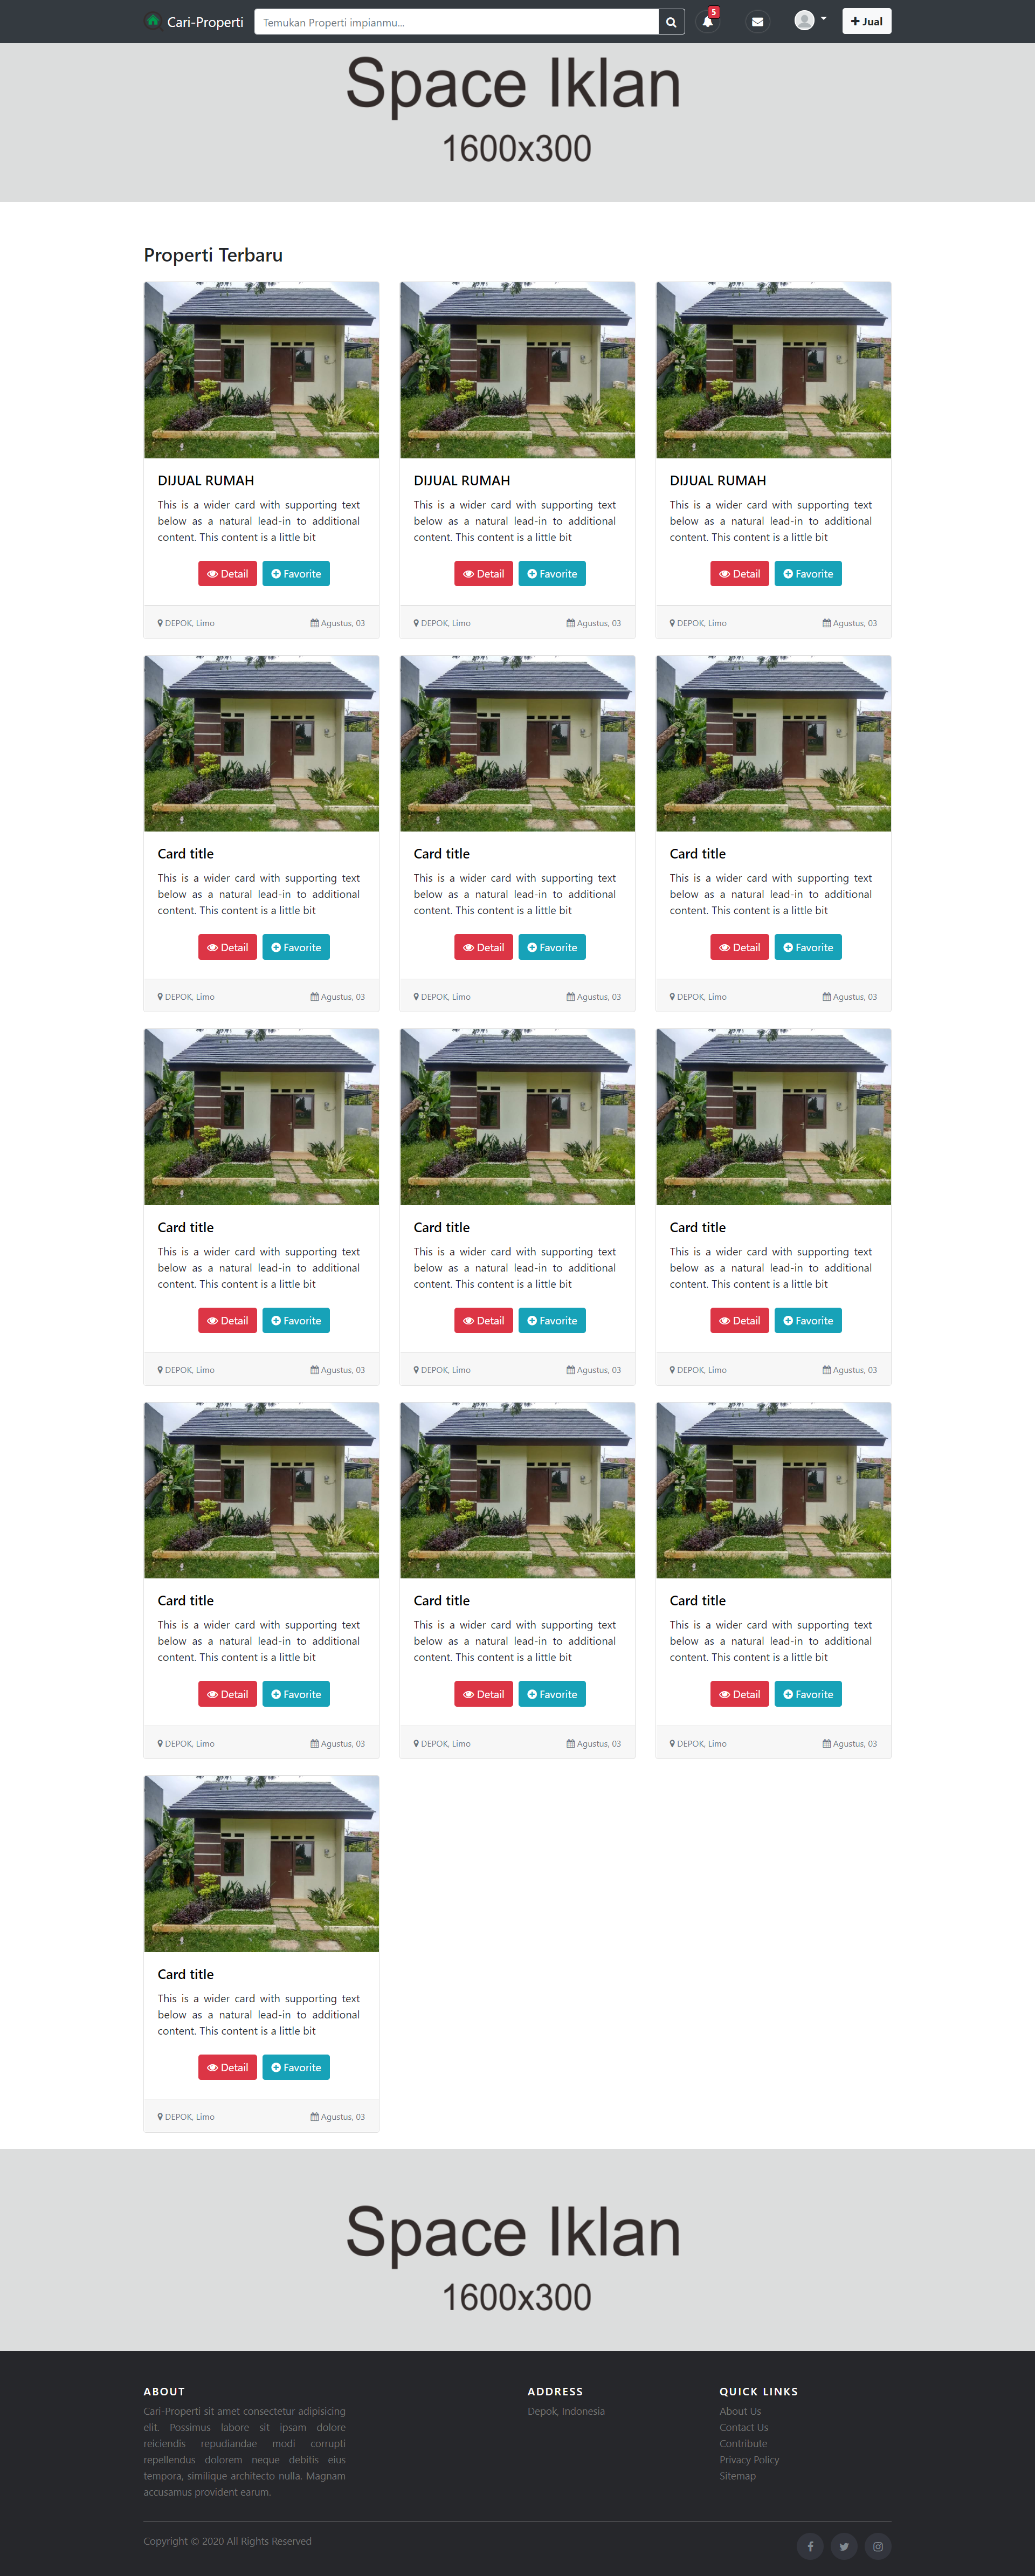 Cari-Properti
Temukan Properti impianmu...
5
Jual
Space Iklan
1600x300
Properti Terbaru
DIJUAL RUMAH
This is a wider card with supporting text
below as a natural lead-in to additional
content. This content is a little bit
Detail Favorite
DEPOK, Limo Agustus, 03
DIJUAL RUMAH
This is a wider card with supporting text
below as a natural lead-in to additional
content. This content is a little bit
Detail Favorite
DEPOK, Limo Agustus, 03
DIJUAL RUMAH
This is a wider card with supporting text
below as a natural lead-in to additional
content. This content is a little bit
Detail Favorite
DEPOK, Limo Agustus, 03
Card title
This is a wider card with supporting text
below as a natural lead-in to additional
content. This content is a little bit
Detail Favorite
DEPOK, Limo Agustus, 03
Card title
This is a wider card with supporting text
below as a natural lead-in to additional
content. This content is a little bit
Detail Favorite
DEPOK, Limo Agustus, 03
Card title
This is a wider card with supporting text
below as a natural lead-in to additional
content. This content is a little bit
Detail Favorite
DEPOK, Limo Agustus, 03
Card title
This is a wider card with supporting text
below as a natural lead-in to additional
content. This content is a little bit
Detail Favorite
DEPOK, Limo Agustus, 03
Card title
This is a wider card with supporting text
below as a natural lead-in to additional
content. This content is a little bit
Detail Favorite
DEPOK, Limo Agustus, 03
Card title
This is a wider card with supporting text
below as a natural lead-in to additional
content. This content is a little bit
Detail Favorite
DEPOK, Limo Agustus, 03
Card title
This is a wider card with supporting text
below as a natural lead-in to additional
content. This content is a little bit
Detail Favorite
DEPOK, Limo Agustus, 03
Card title
This is a wider card with supporting text
below as a natural lead-in to additional
content. This content is a little bit
Detail Favorite
DEPOK, Limo Agustus, 03
Card title
This is a wider card with supporting text
below as a natural lead-in to additional
content. This content is a little bit
Detail Favorite
DEPOK, Limo Agustus, 03
Card title
This is a wider card with supporting text
below as a natural lead-in to additional
content. This content is a little bit
Detail Favorite
DEPOK, Limo Agustus, 03
Space Iklan
1600x300
ABOUT
Cari-Properti sit amet consectetur adipisicing
elit. Possimus labore sit ipsam dolore
reiciendis repudiandae modi corrupti
repellendus dolorem neque debitis eius
tempora, similique architecto nulla. Magnam
accusamus provident earum.
ADDRESS
Depok, Indonesia
QUICK LINKS
About Us
Contact Us
Contribute
Privacy Policy
Sitemap
Copyright © 2020 All Rights Reserved